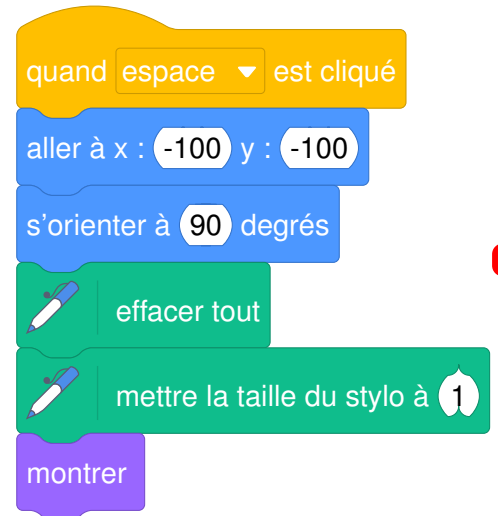 quand espace est cliqué
aller à x : -100 y : -100
s'orienter à 90 degrés
effacer tout
mettre la taille du stylo à 1
montrer